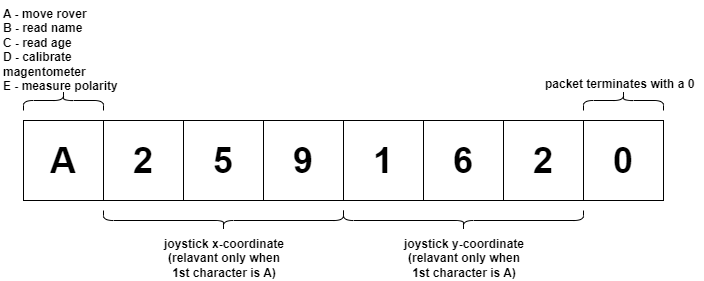 A - move rover
B - read name
C - read age
D - calibrate
magentometer
E - measure polarity
packet terminates with a 0
A 2 5 9 1 6 2 0
joystick x-coordinate
(relavant only when
1st character is A)
joystick y-coordinate
(relavant only when
1st character is A)